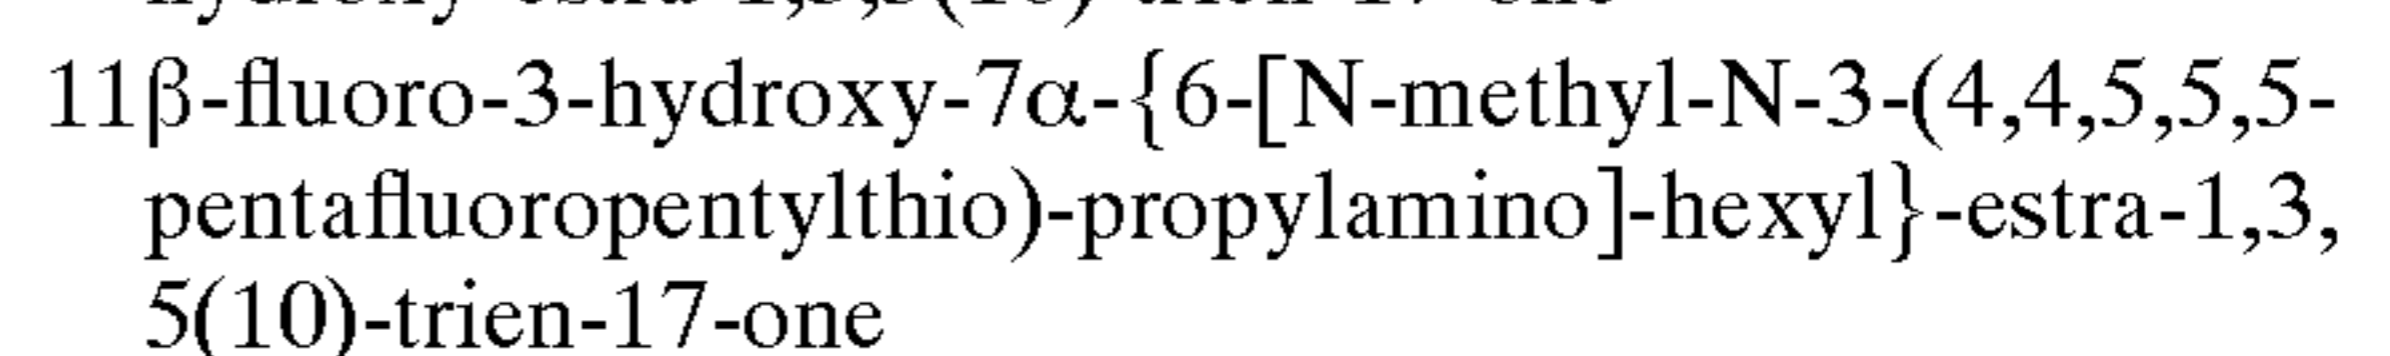 11β-fluoro-3-hydroxy-7α-{6-[N-methyl-N-3-(4,4,5,5,5-
pentafluoropentylthio)-propylamino]-hexyl}-estra-1,3,
5(10)-trien-17-one